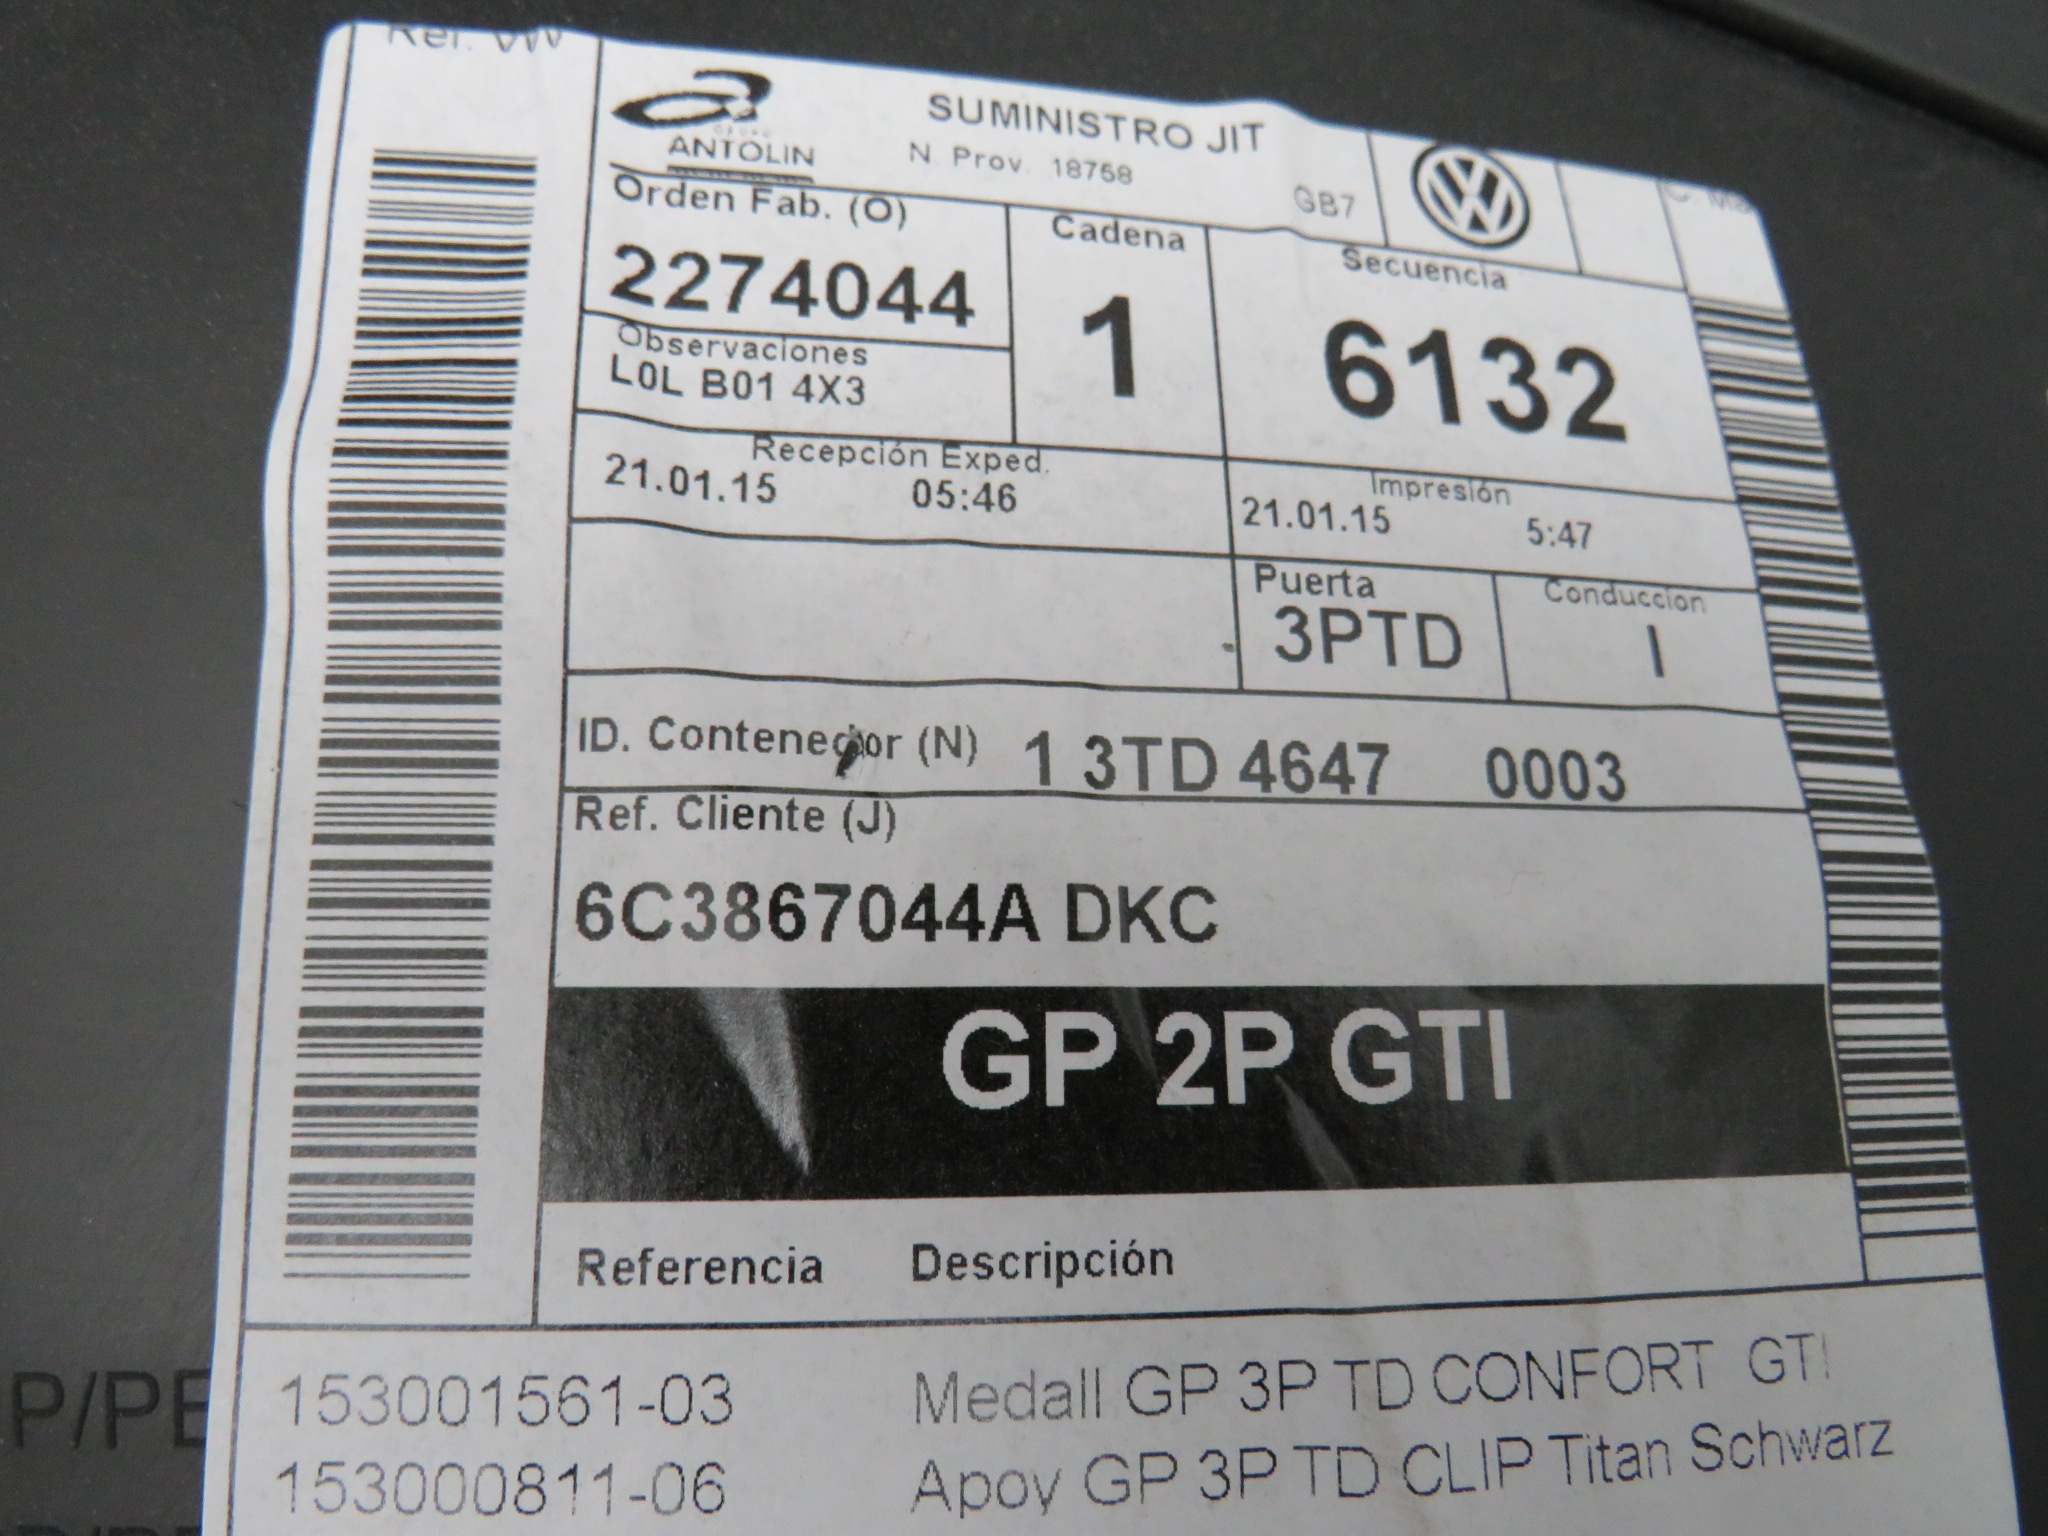 Ref. VW
GRUPO
ANTOLIN
SUMINISTRO JIT
N. Prov. 18758
GB7
Orden Fab. (O)
2274044
Cadena
1
Secuencia
6132
Observaciones
L0L B01 4X3
Recepción Exped.
21.01.15 05:46
Impresión
21.01.15 5:47
Puerta
3PTD
Conduccion
I
ID. Contenedor (N) 1 3TD 4647 0003
Ref. Cliente (J)
6C3867044A DKC
GP 2P GTI
Referencia Descripción
153001561-03 Medall GP 3P TD CONFORT GTI
153000811-06 Apoy GP 3P TD CLIP Titan Schwarz
P/PE